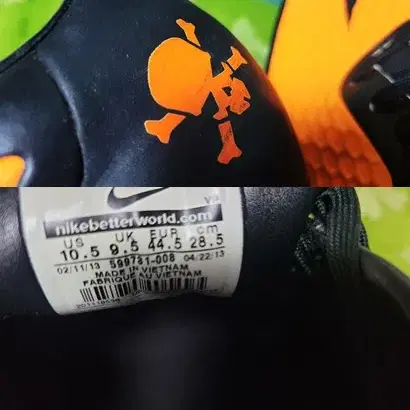 nikebetterworld.com
US UK EUR cm
10.5 9.5 44.5 28.5
02/11/13 599781-008 04/22/13
MADE IN VIETNAM
FABRIQUE AU VIETNAM